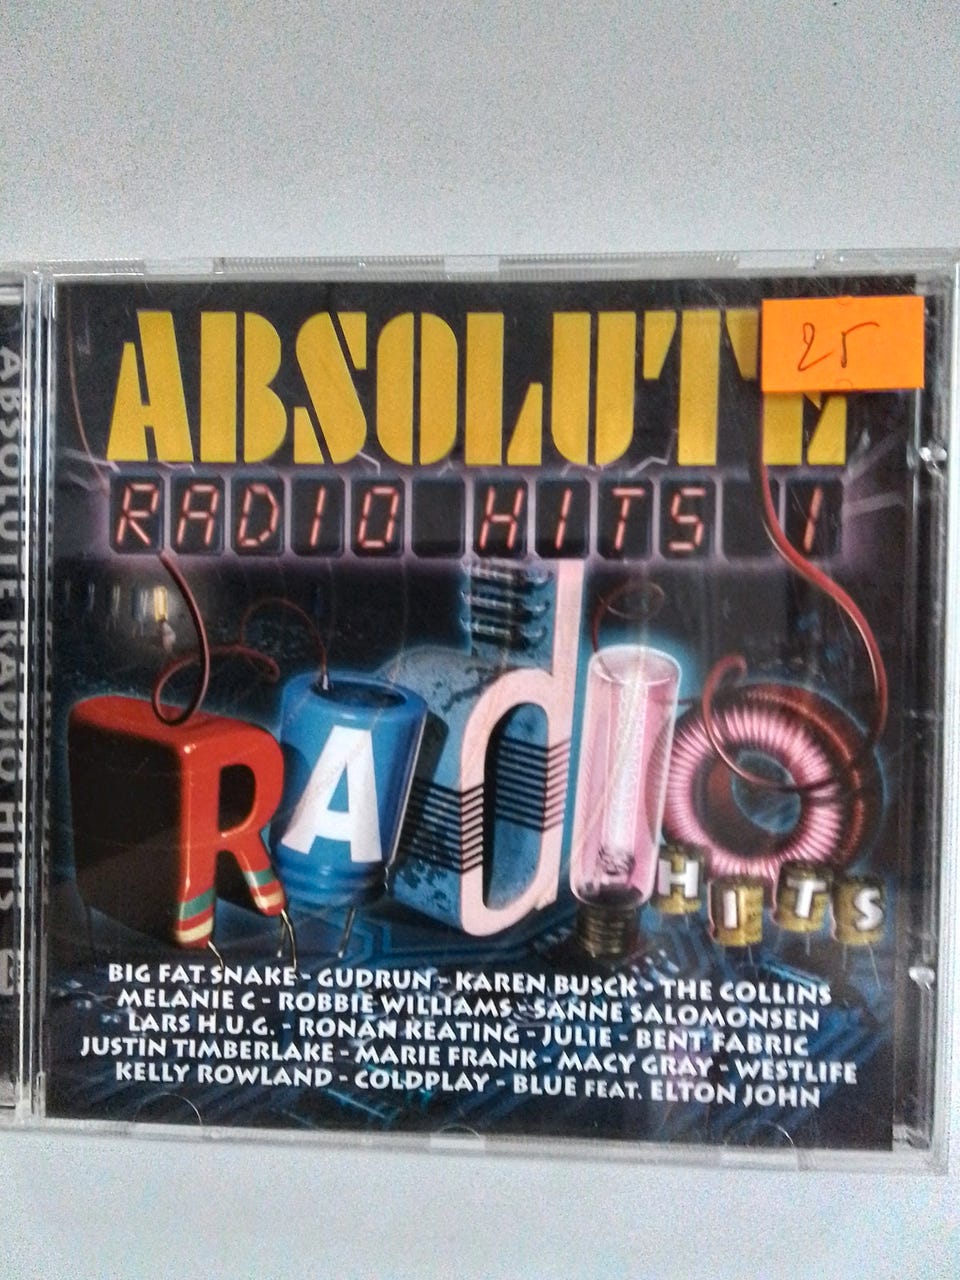 ABSOLUTE
25
RADIO HITS 1
RAdIO
HITS
BIG FAT SNAKE - GUDRUN - KAREN BUSCK - THE COLLINS
MELANIE C - ROBBIE WILLIAMS - SANNE SALOMONSEN
LARS H.U.G. - RONAN KEATING - JULIE - BENT FABRIC
JUSTIN TIMBERLAKE - MARIE FRANK - MACY GRAY - WESTLIFE
KELLY ROWLAND - COLDPLAY - BLUE FEAT. ELTON JOHN
ABSOLUTE RADIO HITS